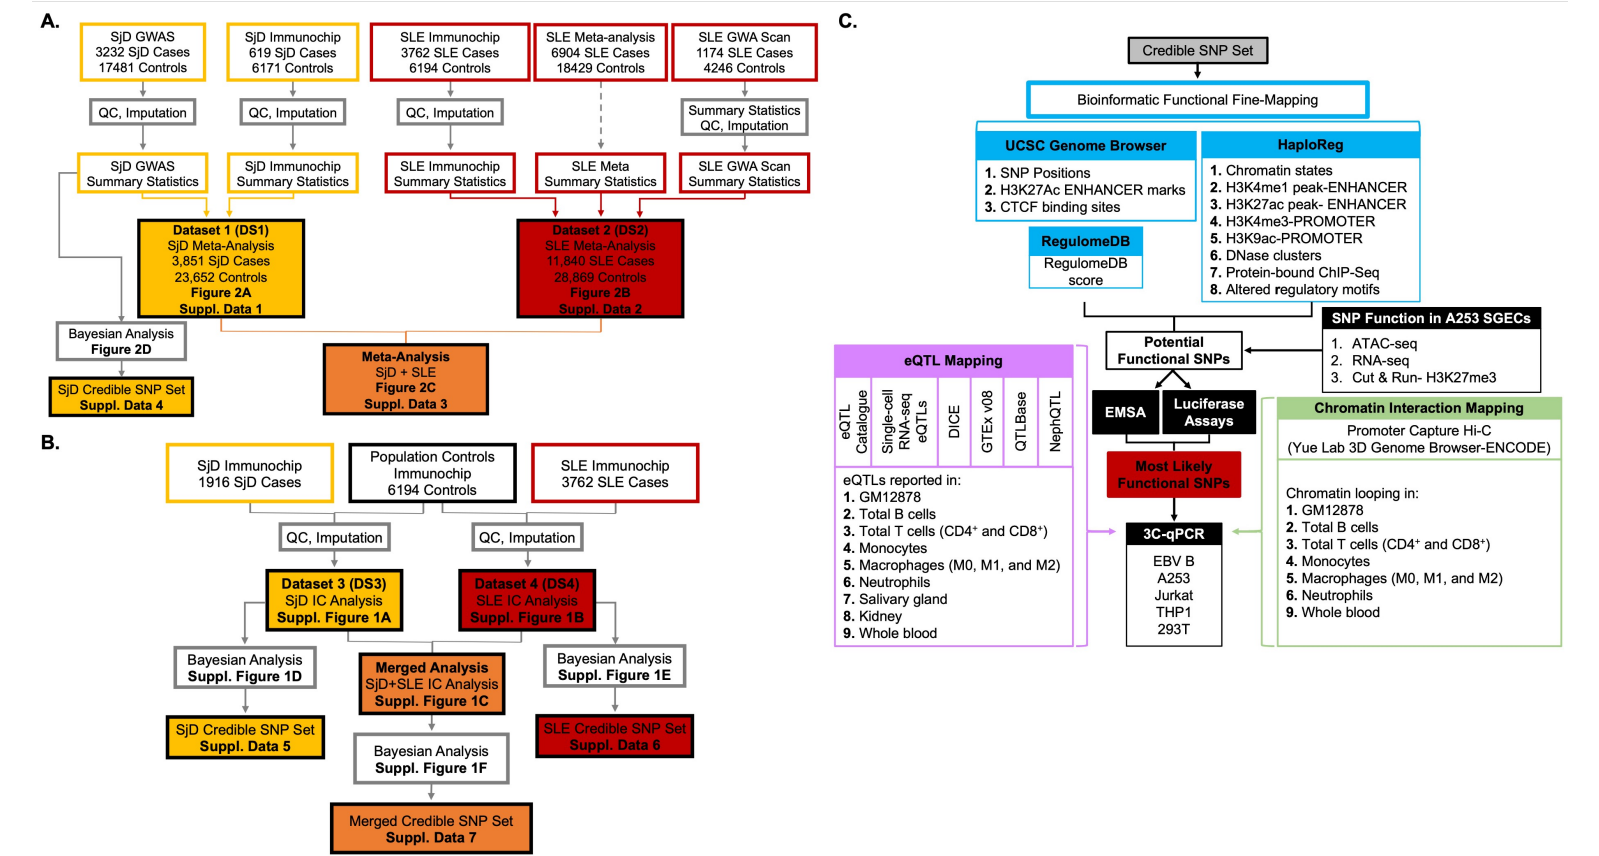 A.
SjD GWAS
3232 SjD Cases
17481 Controls
SjD Immunochip
619 SjD Cases
6171 Controls
SLE Immunochip
3762 SLE Cases
6194 Controls
SLE Meta-analysis
6904 SLE Cases
18429 Controls
SLE GWA Scan
1174 SLE Cases
4246 Controls
QC, Imputation
QC, Imputation
QC, Imputation
Summary Statistics
QC, Imputation
SjD GWAS
Summary Statistics
SjD Immunochip
Summary Statistics
SLE Immunochip
Summary Statistics
SLE Meta
Summary Statistics
SLE GWA Scan
Summary Statistics
Dataset 1 (DS1)
SjD Meta-Analysis
3,851 SjD Cases
23,652 Controls
Figure 2A
Suppl. Data 1
Dataset 2 (DS2)
SLE Meta-Analysis
11,840 SLE Cases
28,869 Controls
Figure 2B
Suppl. Data 2
Bayesian Analysis
Figure 2D
SjD Credible SNP Set
Suppl. Data 4
Meta-Analysis
SjD + SLE
Figure 2C
Suppl. Data 3
B.
SjD Immunochip
1916 SjD Cases
Population Controls
Immunochip
6194 Controls
SLE Immunochip
3762 SLE Cases
QC, Imputation
QC, Imputation
Dataset 3 (DS3)
SjD IC Analysis
Suppl. Figure 1A
Dataset 4 (DS4)
SLE IC Analysis
Suppl. Figure 1B
Bayesian Analysis
Suppl. Figure 1D
Merged Analysis
SjD+SLE IC Analysis
Suppl. Figure 1C
Bayesian Analysis
Suppl. Figure 1E
SjD Credible SNP Set
Suppl. Data 5
SLE Credible SNP Set
Suppl. Data 6
Bayesian Analysis
Suppl. Figure 1F
Merged Credible SNP Set
Suppl. Data 7
C.
Credible SNP Set
Bioinformatic Functional Fine-Mapping
UCSC Genome Browser
1. SNP Positions
2. H3K27Ac ENHANCER marks
3. CTCF binding sites
HaploReg
1. Chromatin states
2. H3K4me1 peak-ENHANCER
3. H3K27ac peak- ENHANCER
4. H3K4me3-PROMOTER
5. H3K9ac-PROMOTER
6. DNase clusters
7. Protein-bound ChIP-Seq
8. Altered regulatory motifs
RegulomeDB
RegulomeDB
score
SNP Function in A253 SGECs
1. ATAC-seq
2. RNA-seq
3. Cut & Run- H3K27me3
Potential
Functional SNPs
EMSA
Luciferase
Assays
Most Likely
Functional SNPs
3C-qPCR
EBV B
A253
Jurkat
THP1
293T
eQTL Mapping
eQTL
Catalogue
Single-cell
RNA-seq
eQTLs
DICE
GTEx v08
QTLBase
NephQTL
eQTLs reported in:
1. GM12878
2. Total B cells
3. Total T cells (CD4⁺ and CD8⁺)
4. Monocytes
5. Macrophages (M0, M1, and M2)
6. Neutrophils
7. Salivary gland
8. Kidney
9. Whole blood
Chromatin Interaction Mapping
Promoter Capture Hi-C
(Yue Lab 3D Genome Browser-ENCODE)
Chromatin looping in:
1. GM12878
2. Total B cells
3. Total T cells (CD4⁺ and CD8⁺)
4. Monocytes
5. Macrophages (M0, M1, and M2)
6. Neutrophils
9. Whole blood